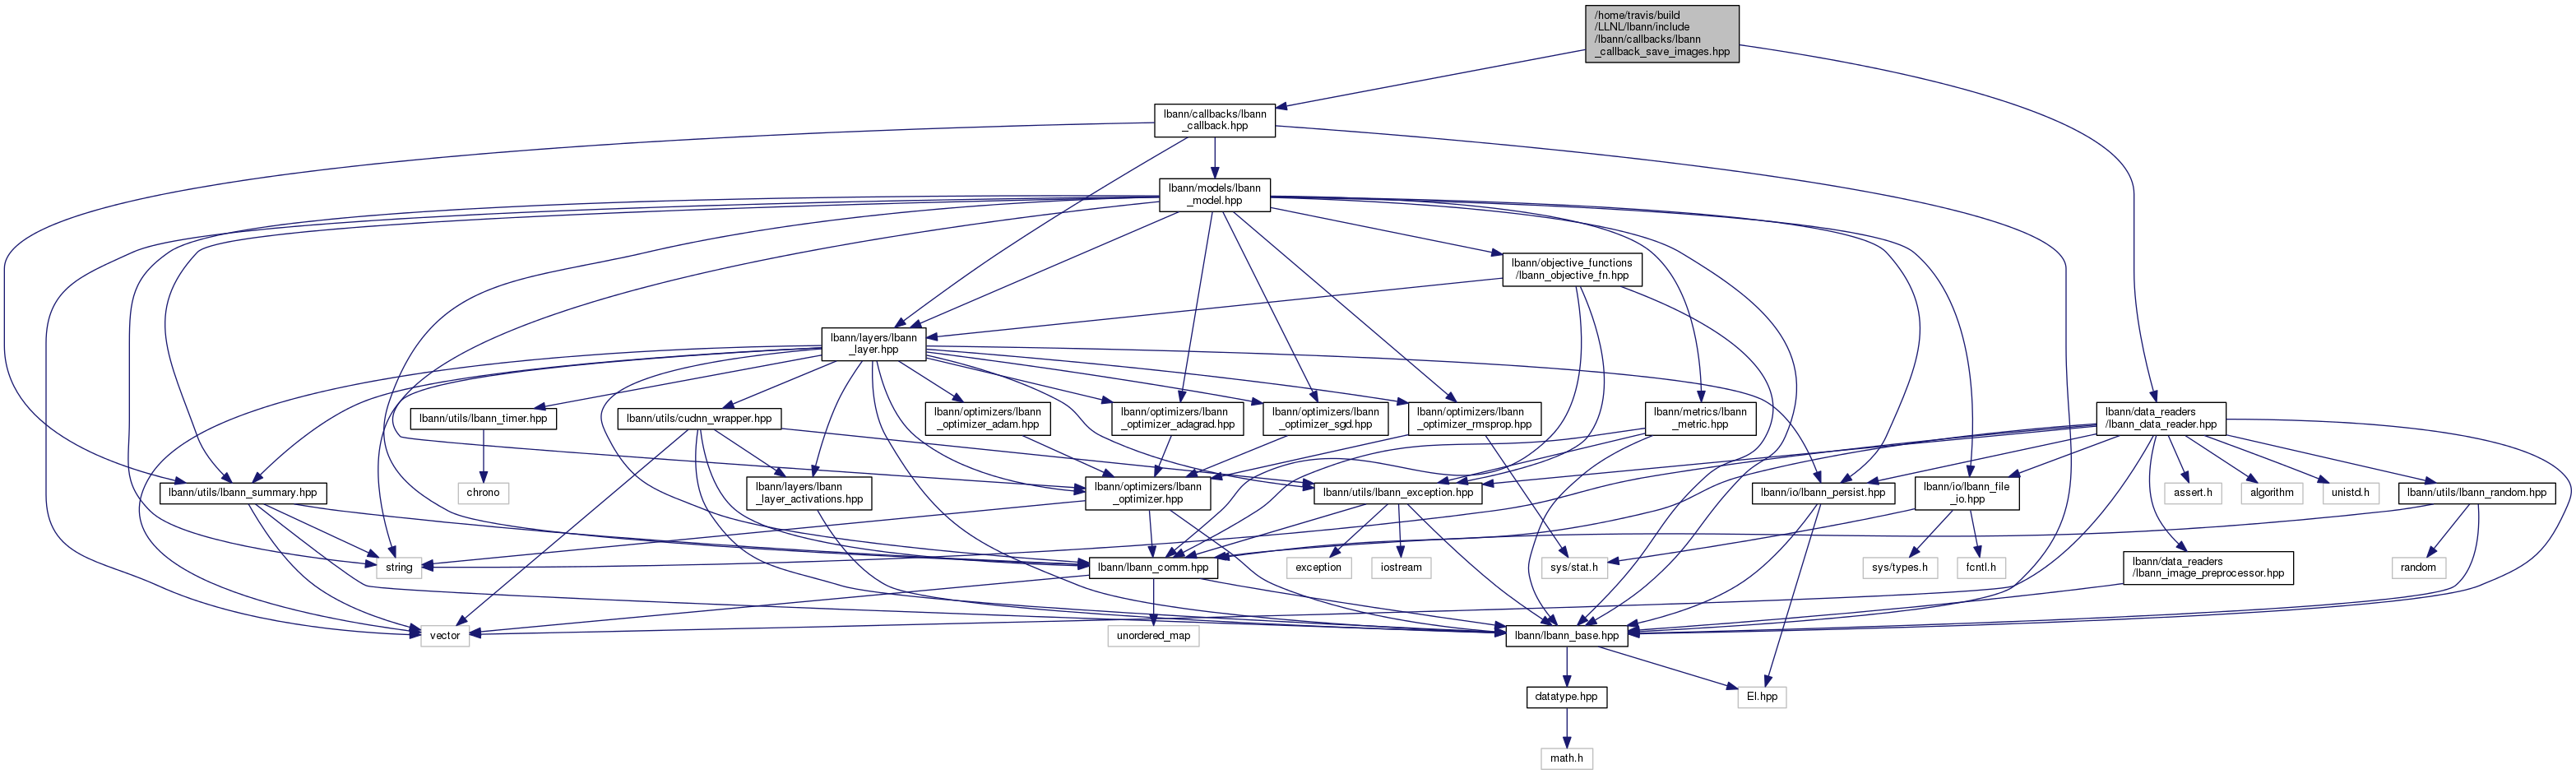 /home/travis/build
/LLNL/lbann/include
/lbann/callbacks/lbann
_callback_save_images.hpp
lbann/callbacks/lbann
_callback.hpp
lbann/models/lbann
_model.hpp
lbann/objective_functions
/lbann_objective_fn.hpp
lbann/layers/lbann
_layer.hpp
lbann/utils/lbann_timer.hpp
lbann/utils/cudnn_wrapper.hpp
lbann/optimizers/lbann
_optimizer_adam.hpp
lbann/optimizers/lbann
_optimizer_adagrad.hpp
lbann/optimizers/lbann
_optimizer_sgd.hpp
lbann/optimizers/lbann
_optimizer_rmsprop.hpp
lbann/metrics/lbann
_metric.hpp
lbann/data_readers
/lbann_data_reader.hpp
lbann/utils/lbann_summary.hpp
chrono
lbann/layers/lbann
_layer_activations.hpp
lbann/optimizers/lbann
_optimizer.hpp
lbann/utils/lbann_exception.hpp
lbann/io/lbann_persist.hpp
lbann/io/lbann_file
_io.hpp
assert.h
algorithm
unistd.h
lbann/utils/lbann_random.hpp
string
lbann/lbann_comm.hpp
exception
iostream
sys/stat.h
sys/types.h
fcntl.h
lbann/data_readers
/lbann_image_preprocessor.hpp
random
vector
unordered_map
lbann/lbann_base.hpp
datatype.hpp
El.hpp
math.h